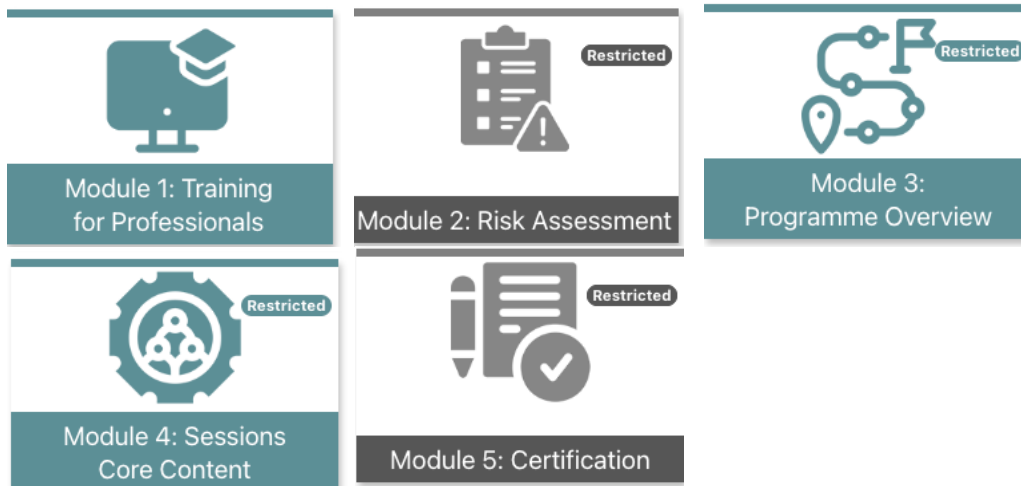 Module 1: Training
for Professionals
Restricted
Module 2: Risk Assessment
Restricted
Module 3:
Programme Overview
Restricted
Module 4: Sessions
Core Content
Restricted
Module 5: Certification